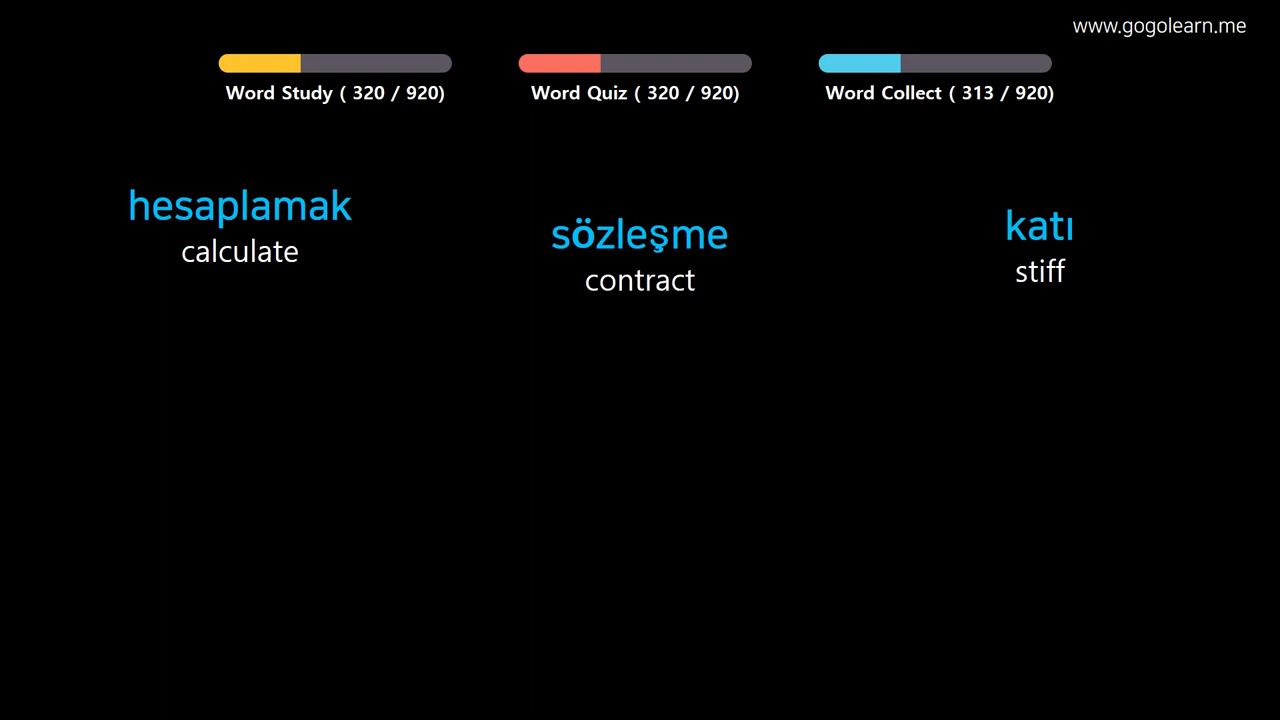 www.gogolearn.me
Word Study ( 320 / 920)
Word Quiz ( 320 / 920)
Word Collect ( 313 / 920)
hesaplamak
calculate
sözleşme
contract
katı
stiff